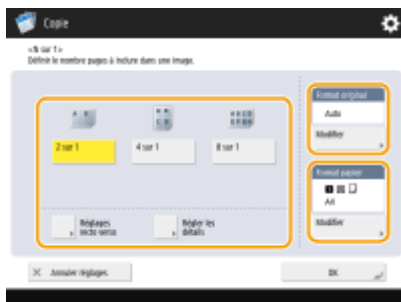 Copie
<N sur 1>
Définir le nombre pages à inclure dans une image.
Format original
Auto
Modifier
2 sur 1
4 sur 1
8 sur 1
Format papier
A4
Modifier
Réglages
recto verso
Régler les
détails
Annuler réglages
OK